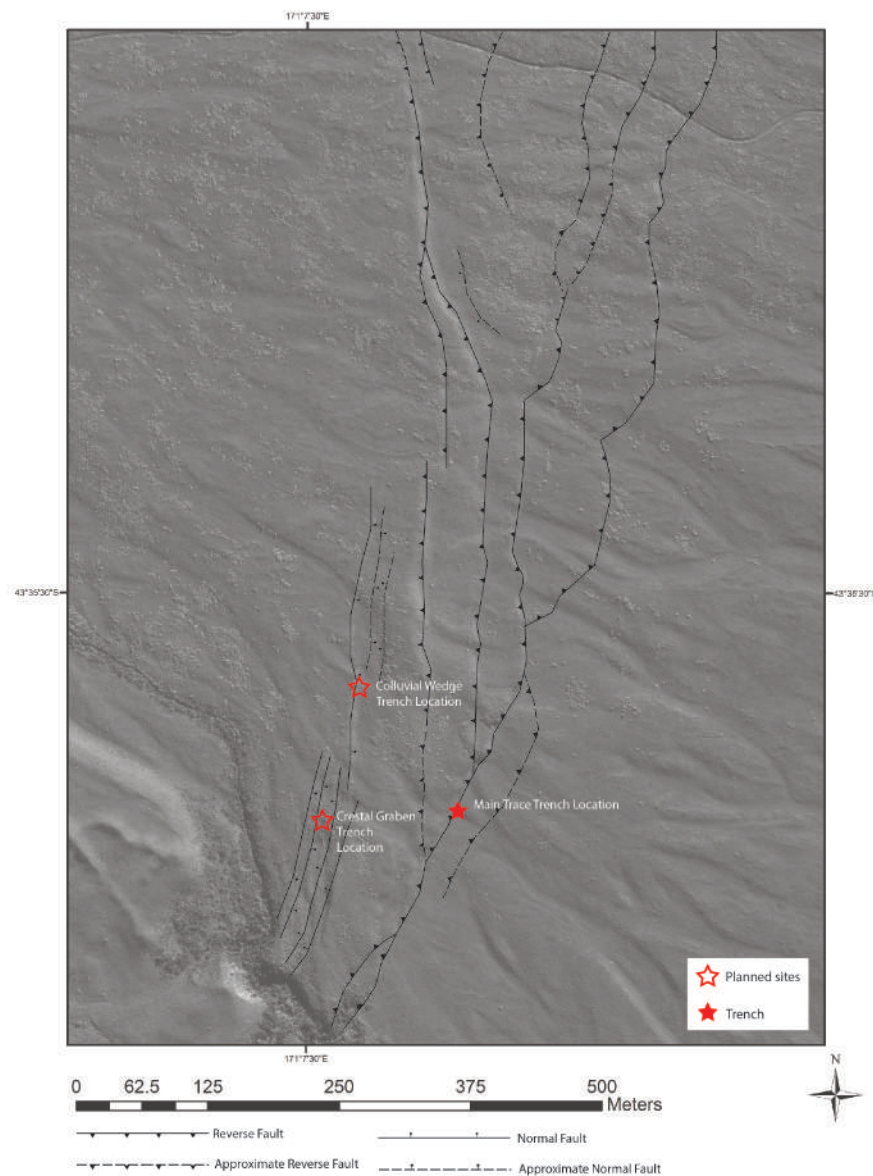 171°7'30"E
43°35'30"S
43°35'30"S
Colluvial Wedge
Trench Location
Main Trace Trench Location
Crestal Graben
Trench
Location
Planned sites
Trench
171°7'30"E
N
0 62.5 125 250 375 500
Meters
Reverse Fault
Normal Fault
Approximate Reverse Fault
Approximate Normal Fault